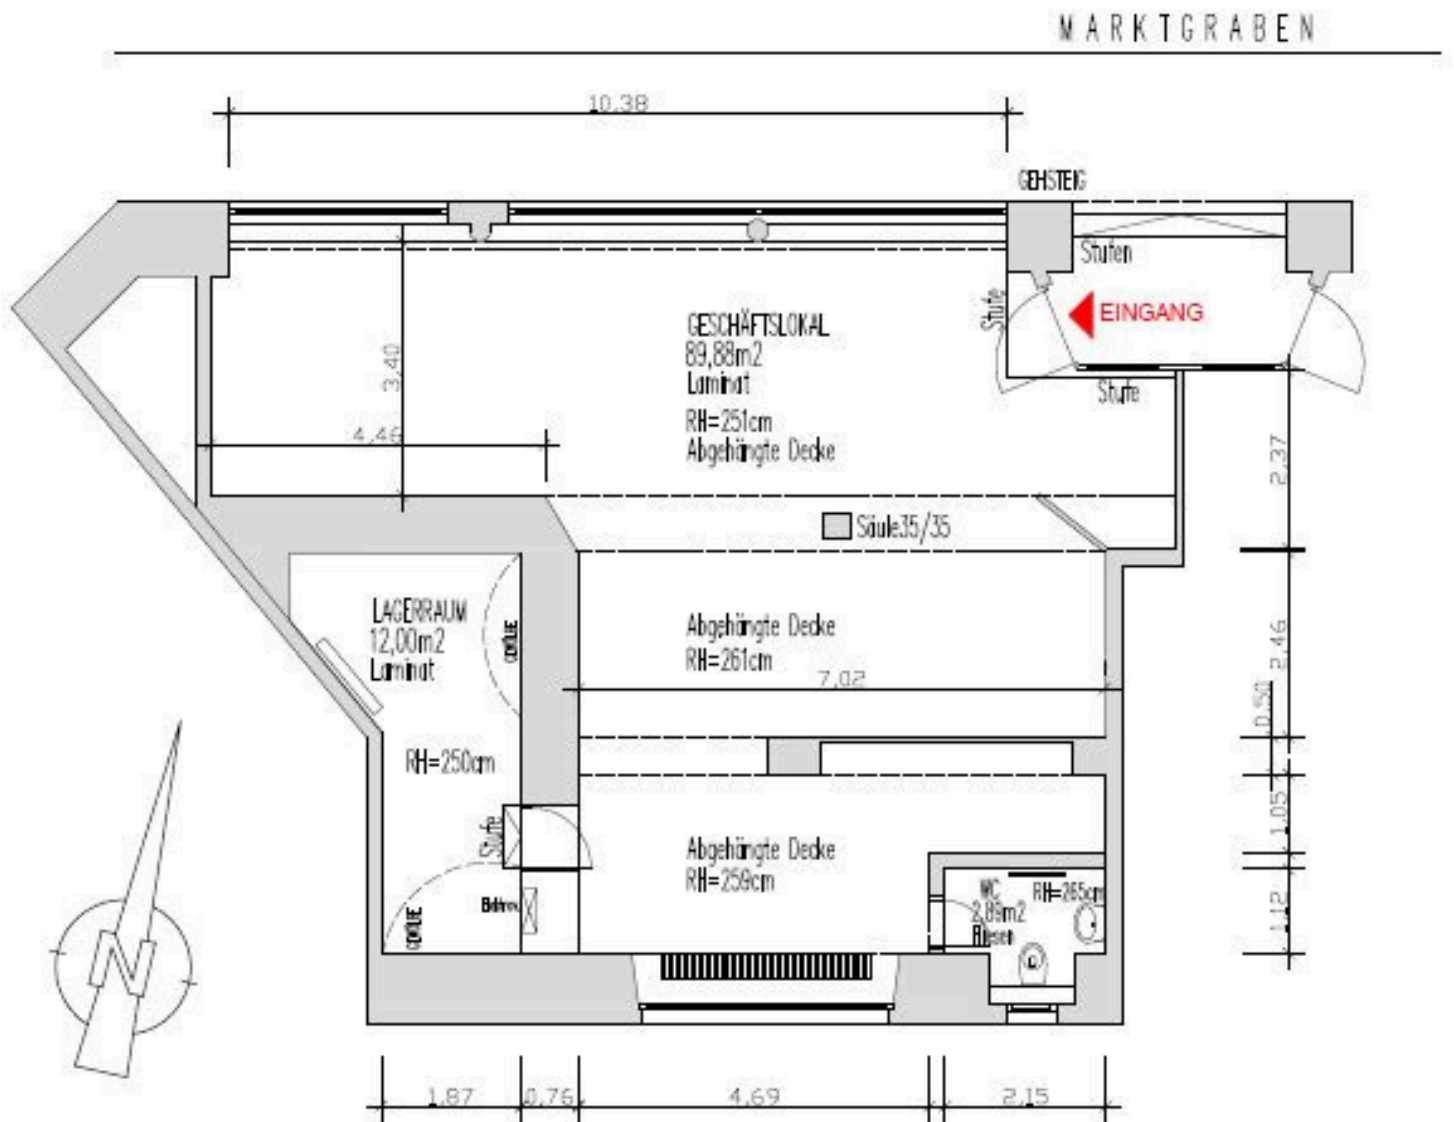 MARKTGRABEN
10,38
GEHSTEIG
Stufen
Stufe
EINGANG
GESCHÄFTSLOKAL
89,88m2
Laminat
RH=251cm
Abgehängte Decke
3,40
4,46
Stufe
2,37
Säule35/35
LAGERRAUM
12,00m2
Laminat
Abgehängte Decke
RH=261cm
7,02
2,46
0,50
RH=250cm
Stufe
Abgehängte Decke
RH=259cm
1,05
WC
RH=265cm
2,89m2
Fliesen
1,12
N
1,87
0,76
4,69
2,15